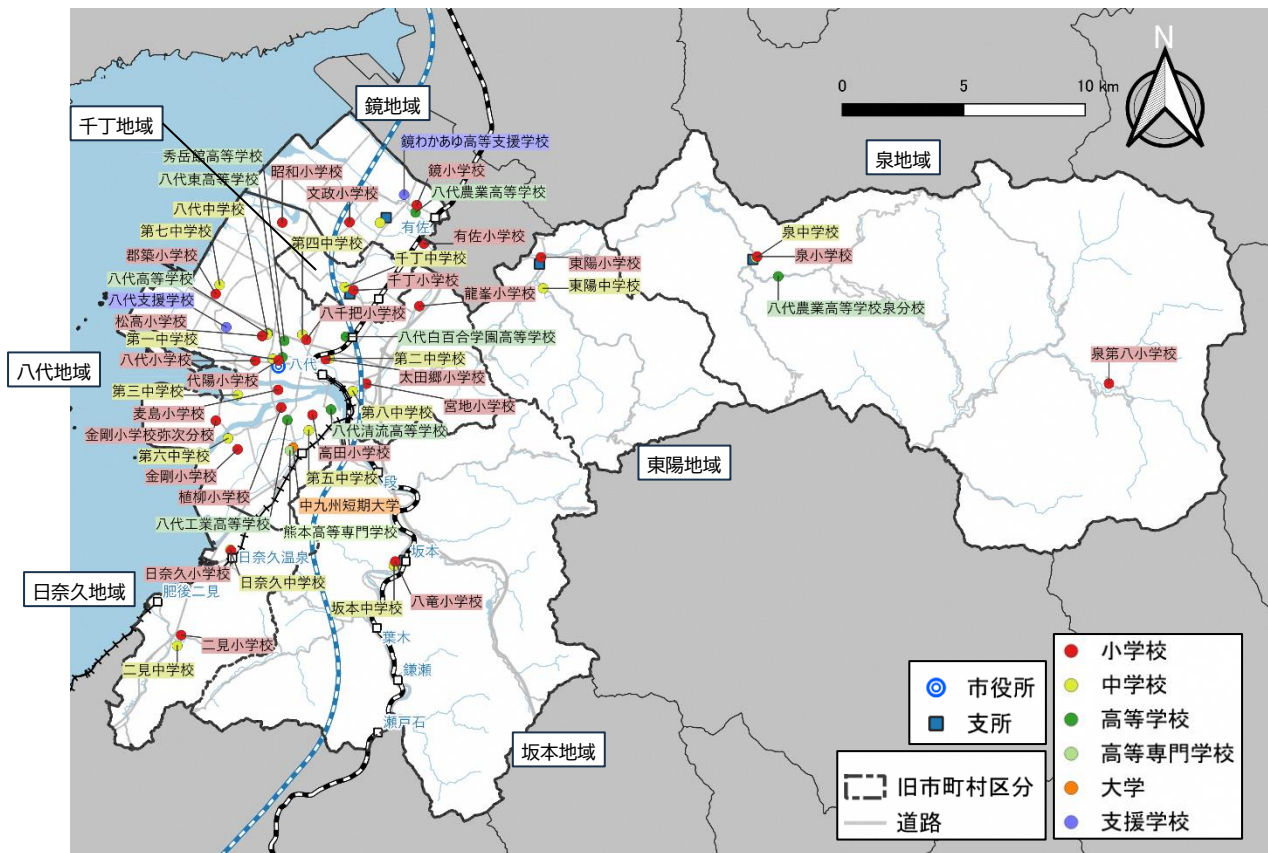 N
0
5
10 km
鏡地域
千丁地域
泉地域
秀岳館高等学校
鏡わかあゆ高等支援学校
八代東高等学校
昭和小学校
鏡小学校
文政小学校
八代農業高等学校
八代中学校
有佐
第七中学校
第四中学校
有佐小学校
泉中学校
郡築小学校
千丁中学校
東陽小学校
泉小学校
八代高等学校
千丁小学校
東陽中学校
八代支援学校
龍峯小学校
八代農業高等学校泉分校
松高小学校
八千把小学校
第一中学校
八代白百合学園高等学校
八代地域
八代小学校
八代
第二中学校
泉第八小学校
代陽小学校
太田郷小学校
第三中学校
宮地小学校
麦島小学校
第八中学校
金剛小学校弥次分校
八代清流高等学校
第六中学校
高田小学校
東陽地域
金剛小学校
第五中学校
段
植柳小学校
中九州短期大学
八代工業高等学校
熊本高等専門学校
日奈久温泉
坂本
日奈久小学校
日奈久中学校
日奈久地域
肥後二見
坂本中学校
八竜小学校
葉木
二見小学校
二見中学校
鎌瀬
瀬戸石
坂本地域
市役所
支所
旧市町村区分
道路
小学校
中学校
高等学校
高等専門学校
大学
支援学校